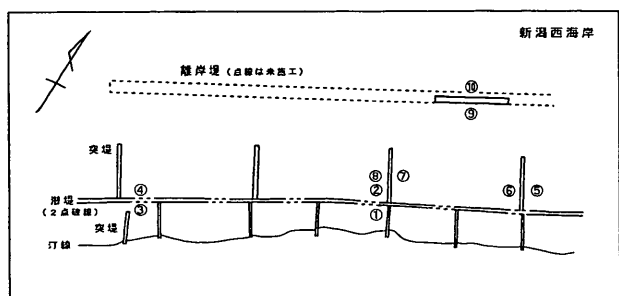 新潟西海岸
離岸堤(点線は未施工)
⑩
⑨
突堤
⑧ ⑦
④ ② ⑥ ⑤
潜堤
(2点破線)
③ ①
突堤
汀線